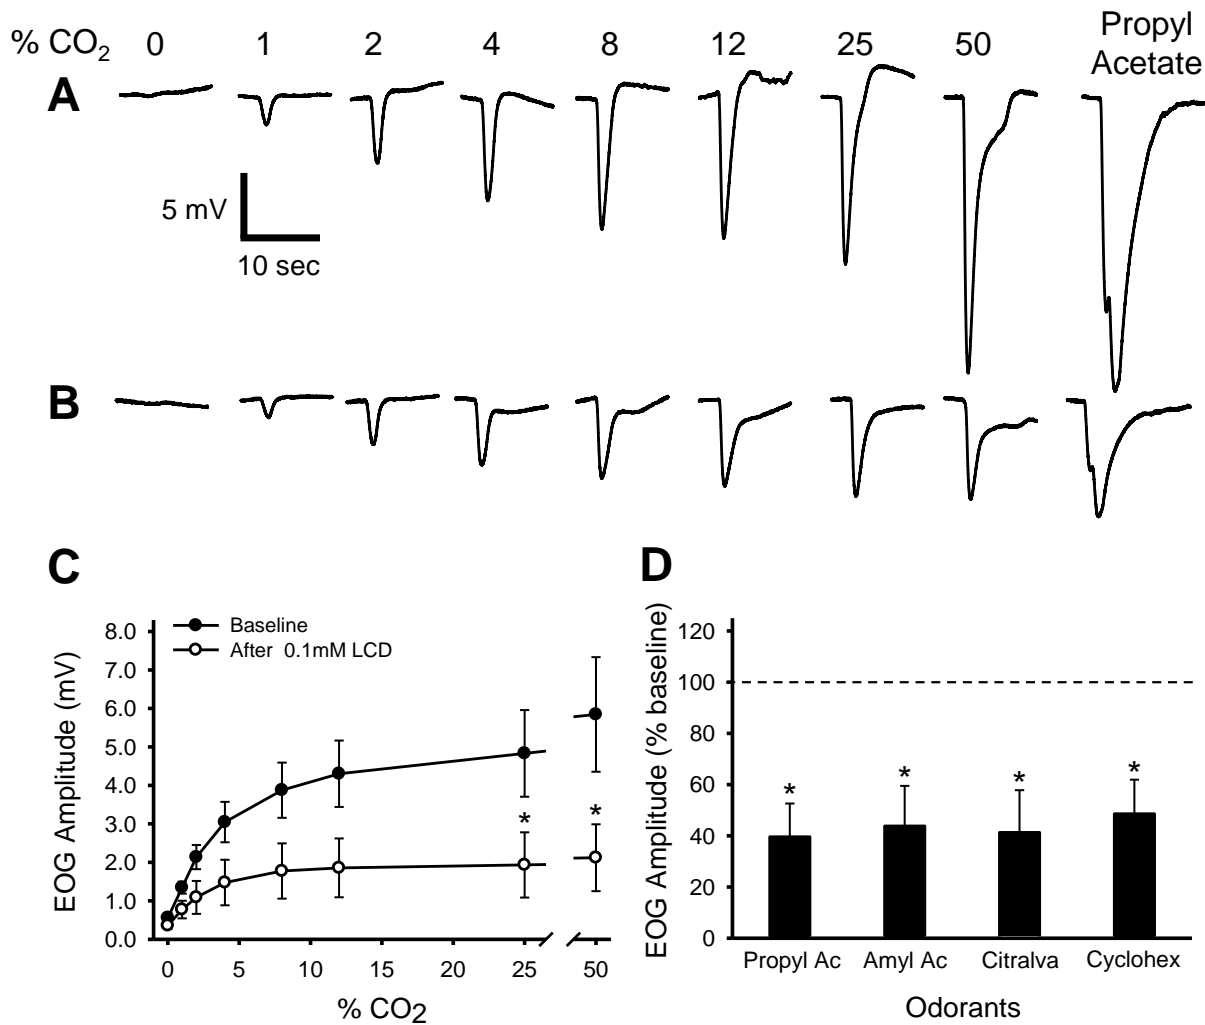 % CO2 0 1 2 4 8 12 25 50 Propyl
Acetate
A
5 mV
10 sec
B
C
EOG Amplitude (mV)
8.0
7.0
6.0
5.0
4.0
3.0
2.0
1.0
0.0
Baseline
After 0.1mM LCD
* *
0 5 10 15 20 25 50
% CO2
D
EOG Amplitude (% baseline)
120
100
80
60
40
20
0
* * * *
Propyl Ac Amyl Ac Citralva Cyclohex
Odorants